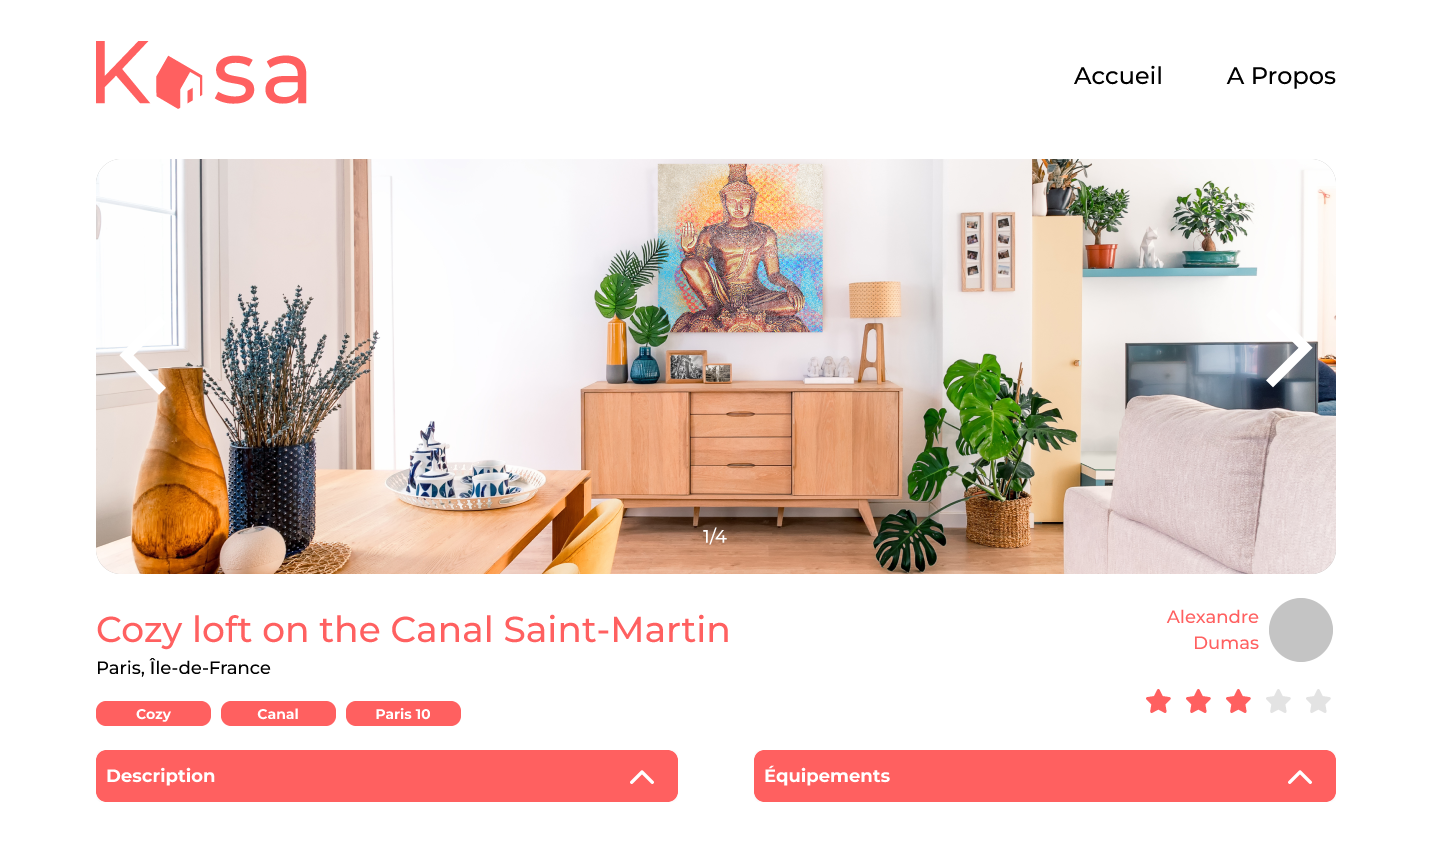 Kasa
Accueil
A Propos
1/4
Cozy loft on the Canal Saint-Martin
Paris, Île-de-France
Cozy
Canal
Paris 10
Alexandre
Dumas
Description
Équipements